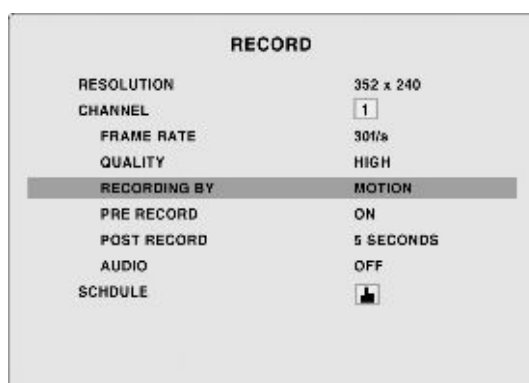 RECORD
RESOLUTION 352 x 240
CHANNEL 1
FRAME RATE 30f/s
QUALITY HIGH
RECORDING BY MOTION
PRE RECORD ON
POST RECORD 5 SECONDS
AUDIO OFF
SCHDULE